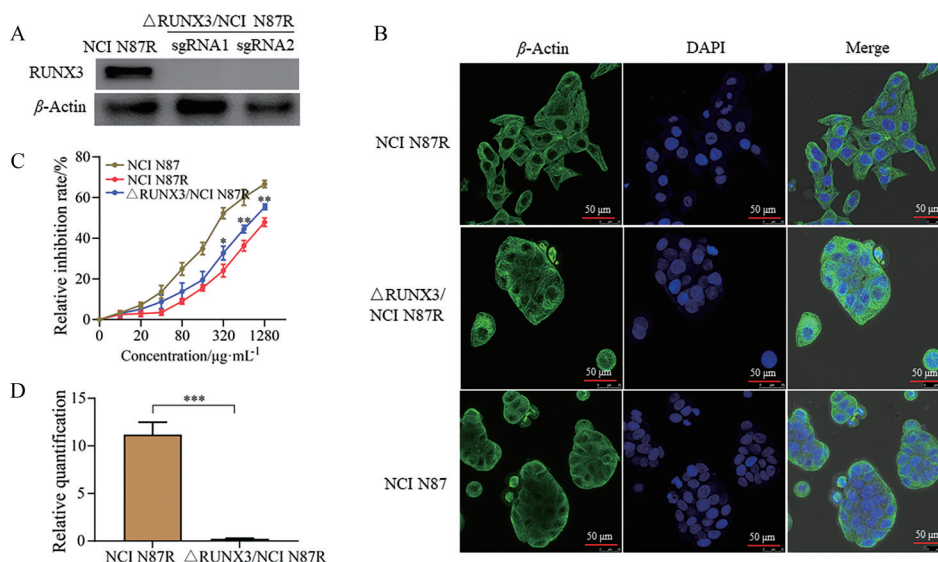 A
△RUNX3/NCI N87R
NCI N87R
sgRNA1 sgRNA2
RUNX3
β-Actin
B
β-Actin DAPI Merge
NCI N87R
50 μm 50 μm 50 μm
△RUNX3/
NCI N87R
50 μm 50 μm 50 μm
NCI N87
50 μm 50 μm 50 μm
C
Relative inhibition rate/%
80
60
40
20
0
NCI N87
NCI N87R
△RUNX3/NCI N87R
*
**
**
0 20 80 320 1280
Concentration/μg·mL⁻¹
D
Relative quantification
15
10
5
0
***
NCI N87R △RUNX3/NCI N87R